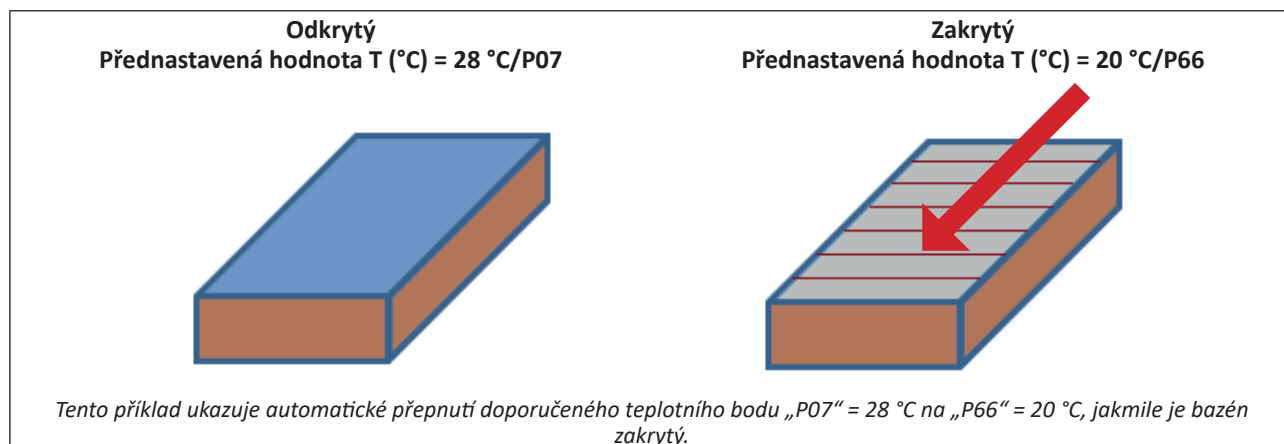 Odkrytý
Přednastavená hodnota T (°C) = 28 °C/P07
Zakrytý
Přednastavená hodnota T (°C) = 20 °C/P66
Tento příklad ukazuje automatické přepnutí doporučeného teplotního bodu „P07“ = 28 °C na „P66“ = 20 °C, jakmile je bazén
zakrytý.